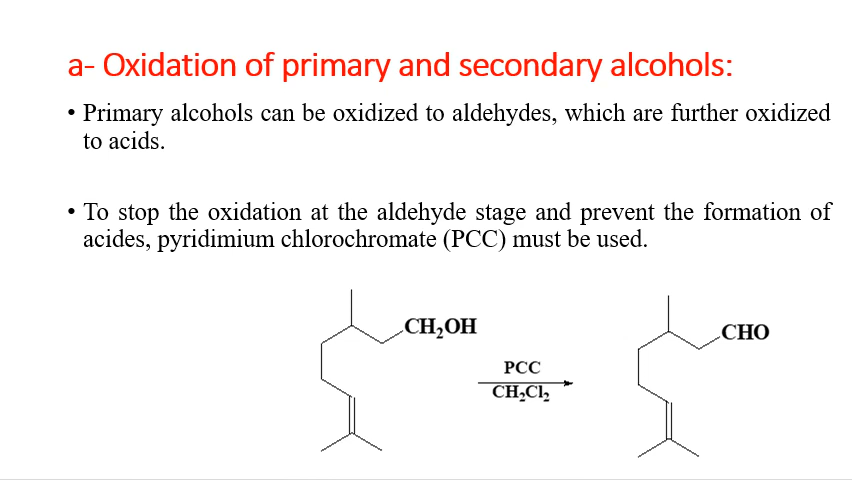 a- Oxidation of primary and secondary alcohols:
• Primary alcohols can be oxidized to aldehydes, which are further oxidized
to acids.
• To stop the oxidation at the aldehyde stage and prevent the formation of
acides, pyridimium chlorochromate (PCC) must be used.
CH₂OH
CHO
PCC
CH₂Cl₂